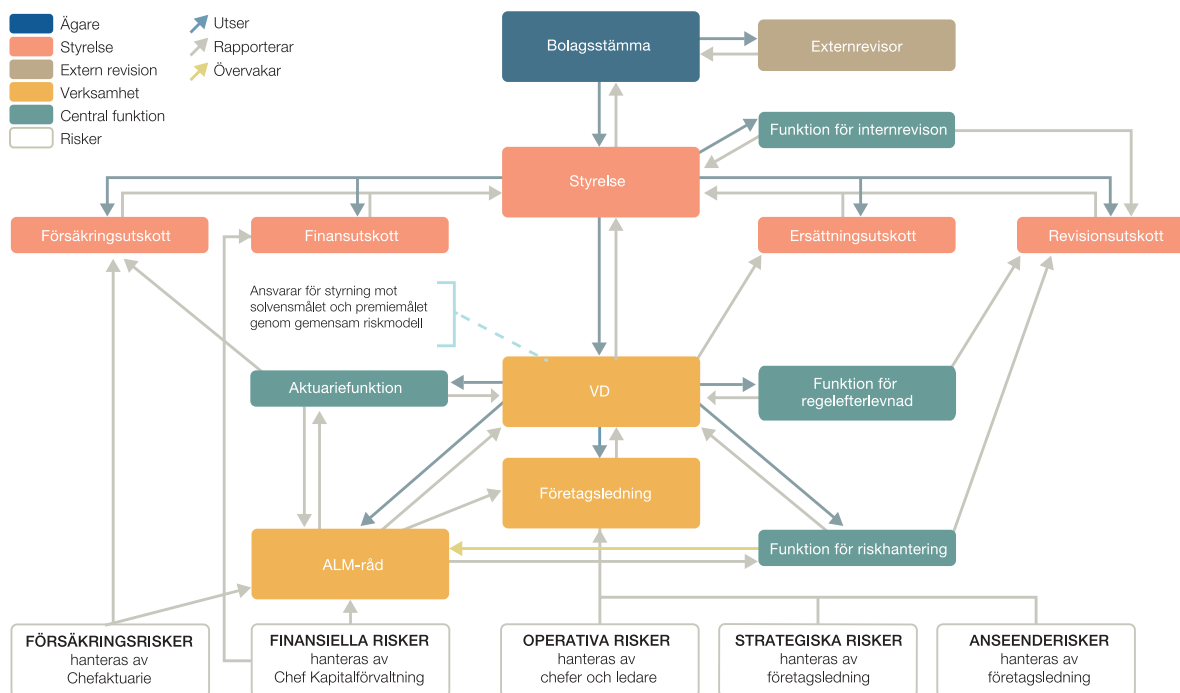 Ägare
Styrelse
Extern revision
Verksamhet
Central funktion
Risker
Utser
Rapporterar
Övervakar
Bolagsstämma
Externrevisor
Funktion för internrevison
Styrelse
Försäkringsutskott
Finansutskott
Ersättningsutskott
Revisionsutskott
Ansvarar för styrning mot
solvensmålet och premiemålet
genom gemensam riskmodell
Aktuariefunktion
VD
Funktion för
regelefterlevnad
Företagsledning
ALM-råd
Funktion för riskhantering
FÖRSÄKRINGSRISKER
hanteras av
Chefaktuarie
FINANSIELLA RISKER
hanteras av
Chef Kapitalförvaltning
OPERATIVA RISKER
hanteras av
chefer och ledare
STRATEGISKA RISKER
hanteras av
företagsledning
ANSEENDERISKER
hanteras av
företagsledning